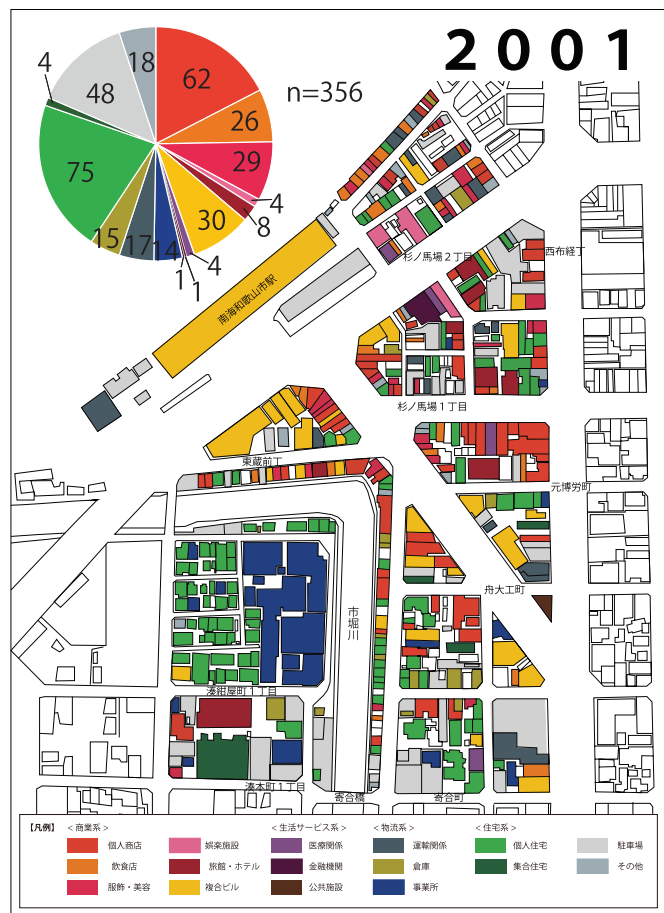 2001
n=356
62
26
29
4
8
30
4
1
1
14
17
15
75
4
48
18
西布経丁
杉ノ馬場2丁目
南海和歌山市駅
杉ノ馬場1丁目
東蔵前丁
元博労町
舟大工町
市堀川
湊紺屋町1丁目
湊本町1丁目
寄合橋
寄合町
【凡例】 <商業系> <生活サービス系> <物流系> <住宅系>
個人商店 娯楽施設 医療関係 運輸関係 個人住宅 駐車場
飲食店 旅館・ホテル 金融機関 倉庫 集合住宅 その他
服飾・美容 複合ビル 公共施設 事業所